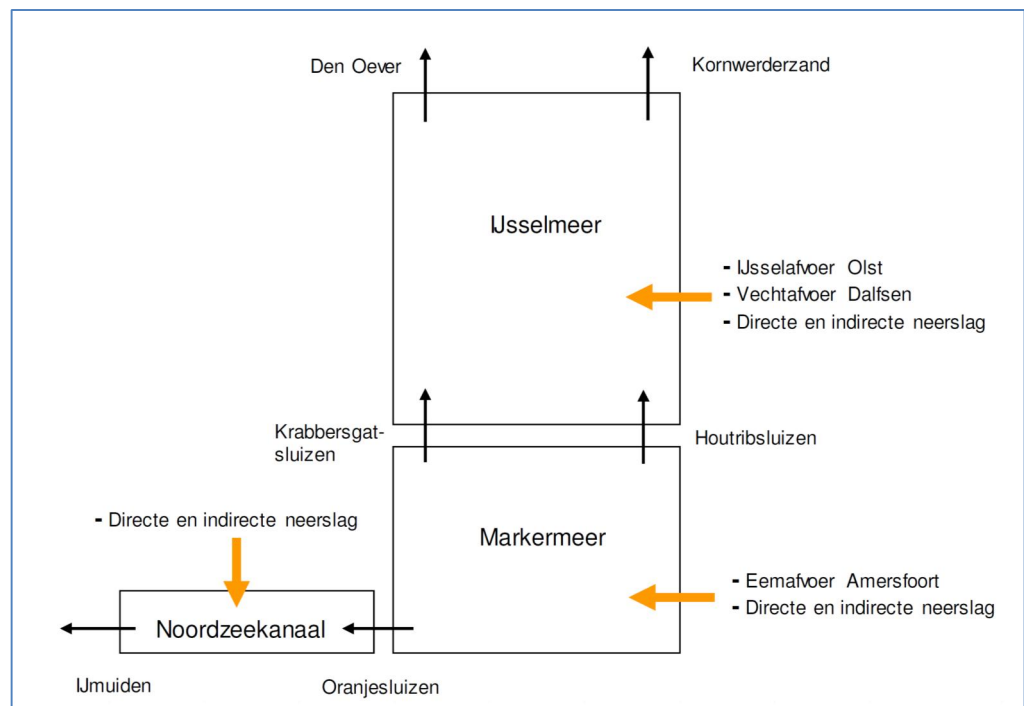 Den Oever
Kornwerderzand
IJsselmeer
- IJsselafvoer Olst
- Vechtafvoer Dalfsen
- Directe en indirecte neerslag
Krabbersgat-
sluizen
Houtribsluizen
- Directe en indirecte neerslag
Markermeer
- Eemafvoer Amersfoort
- Directe en indirecte neerslag
Noordzeekanaal
IJmuiden
Oranjesluizen